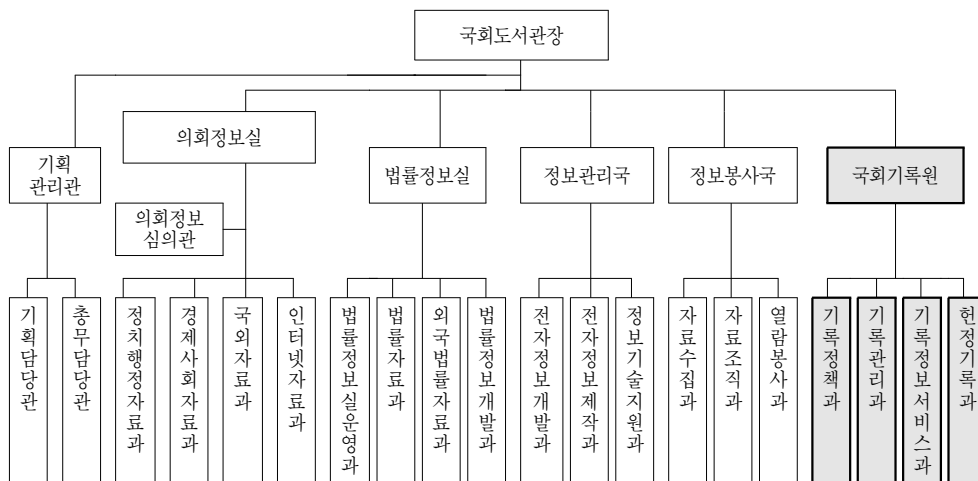 국회도서관장
의회정보실
기획
관리관
법률정보실
정보관리국
정보봉사국
국회기록원
의회정보
심의관
기획담당관
총무담당관
정치행정자료과
경제사회자료과
국외자료과
인터넷자료과
법률정보실운영과
법률자료과
외국법률자료과
법률정보개발과
전자정보개발과
전자정보제작과
정보기술지원과
자료수집과
자료조직과
열람봉사과
기록정책과
기록관리과
기록정보서비스과
헌정기록과